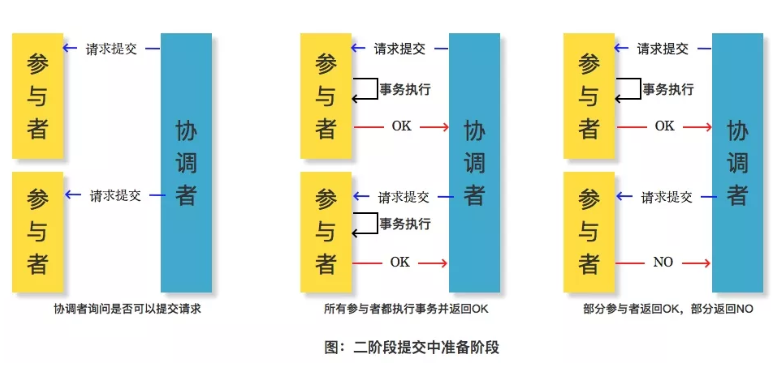 参与者
请求提交
协调者
参与者
请求提交
协调者询问是否可以提交请求
参与者
请求提交
事务执行
OK
协调者
参与者
请求提交
事务执行
OK
所有参与者都执行事务并返回OK
参与者
请求提交
事务执行
OK
协调者
参与者
请求提交
NO
部分参与者返回OK，部分返回NO
图：二阶段提交中准备阶段